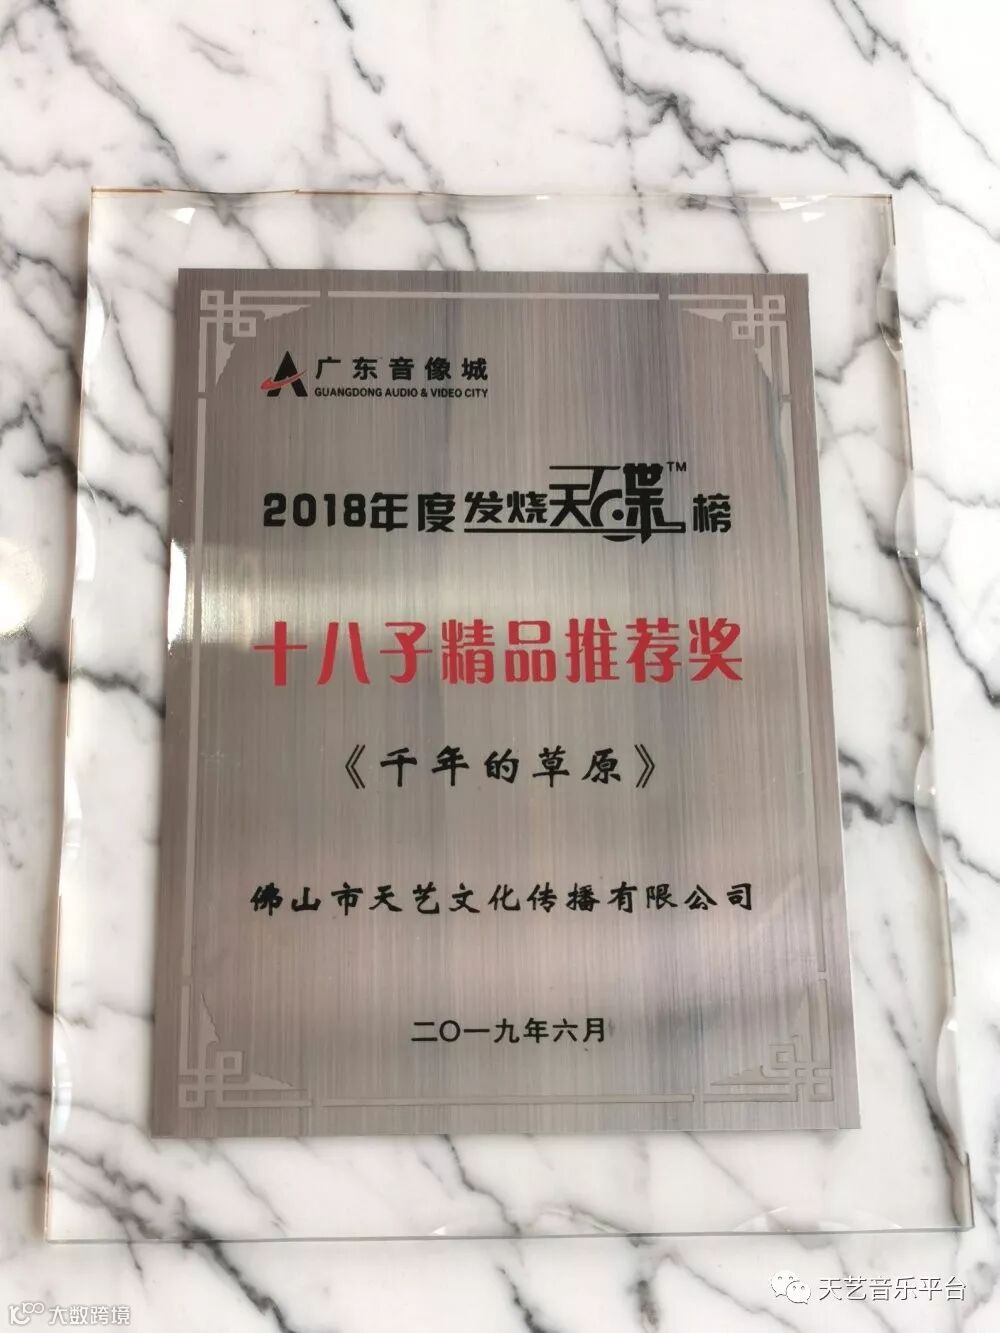 广东音像城
GUANGDONG AUDIO & VIDEO CITY
2018年度发烧天碟™榜
十八子精品推荐奖
《千年的草原》
佛山市天艺文化传播有限公司
二〇一九年六月
天艺音乐平台
大数跨境